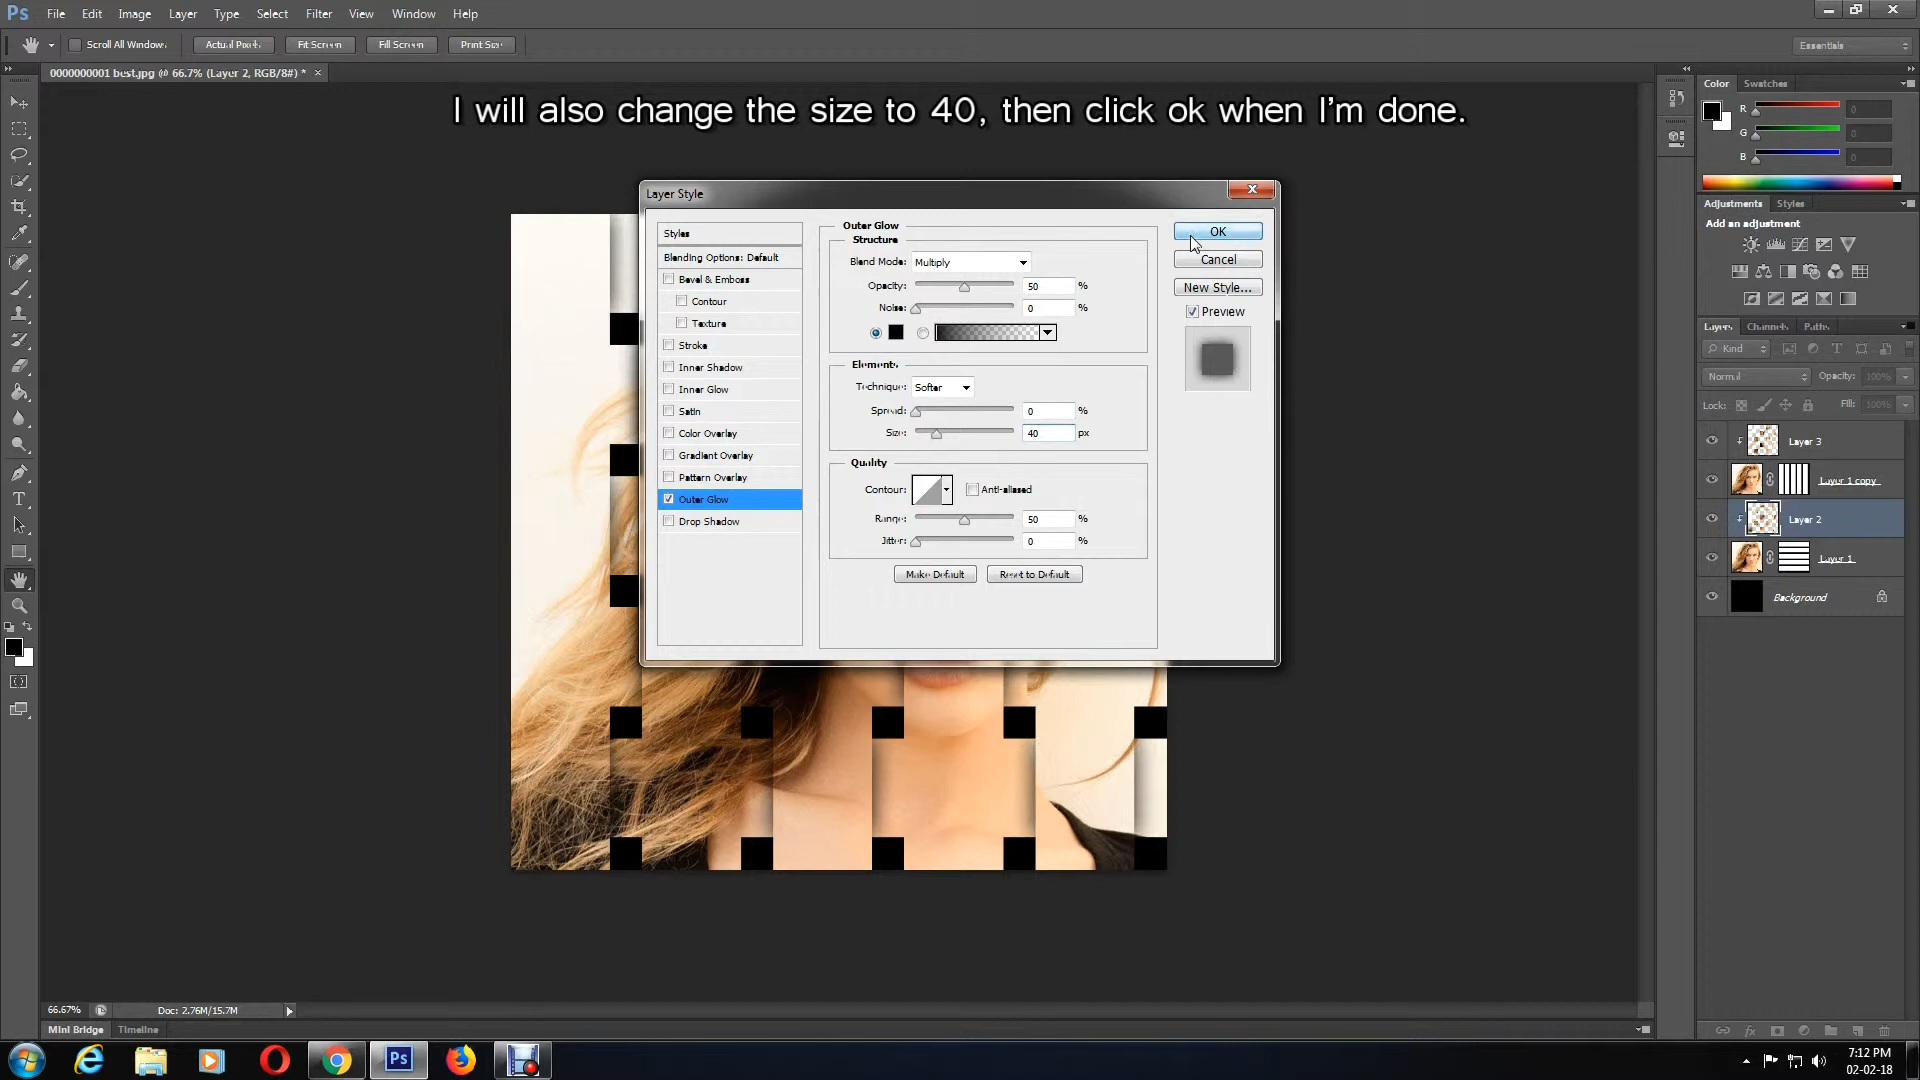 Ps File Edit Image Layer Type Select Filter View Window Help
Scroll All Windows Actual Pixels Fit Screen Fill Screen Print Size Essentials
0000000001 best.jpg @ 66.7% (Layer 2, RGB/8#) * ×
I will also change the size to 40, then click ok when I'm done.
Layer Style
Styles
Blending Options: Default
Bevel & Emboss
Contour
Texture
Stroke
Inner Shadow
Inner Glow
Satin
Color Overlay
Gradient Overlay
Pattern Overlay
Outer Glow
Drop Shadow
Outer Glow
Structure
Blend Mode: Multiply
Opacity: 50 %
Noise: 0 %
Elements
Technique: Softer
Spread: 0 %
Size: 40 px
Quality
Contour: Anti-aliased
Range: 50 %
Jitter: 0 %
Make Default Reset to Default
OK
Cancel
New Style...
Preview
Color Swatches
R 0
G 0
B 0
Adjustments Styles
Add an adjustment
Layers Channels Paths
Kind
Normal Opacity: 100%
Lock: Fill: 100%
Layer 3
Layer 1 copy
Layer 2
Layer 1
Background
66.67% Doc: 2.76M/15.7M
Mini Bridge Timeline
7:12 PM
02-02-18